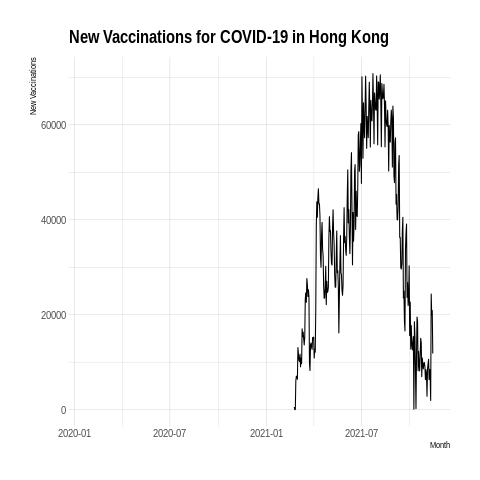 New Vaccinations for COVID-19 in Hong Kong
New Vaccinations
60000
40000
20000
0
2020-01 2020-07 2021-01 2021-07
Month